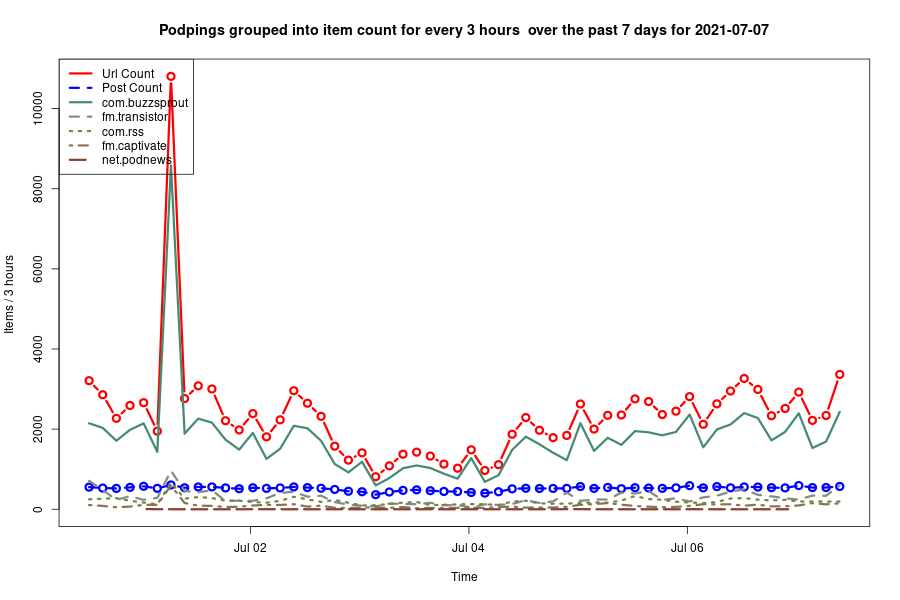 Podpings grouped into item count for every 3 hours  over the past 7 days for 2021-07-07
Url Count
Post Count
com.buzzsprout
fm.transistor
com.rss
fm.captivate
net.podnews
Items / 3 hours
10000
8000
6000
4000
2000
0
Jul 02
Jul 04
Jul 06
Time